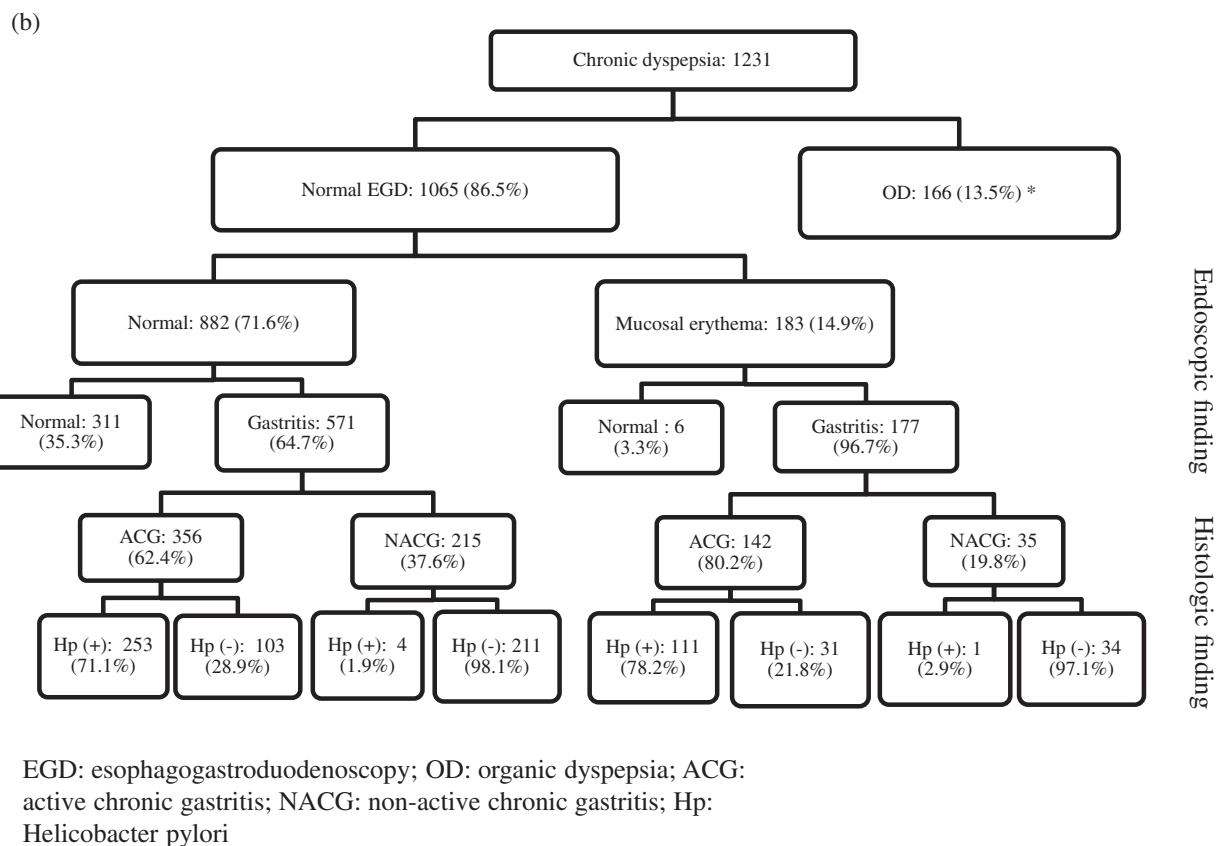 (b)
Chronic dyspepsia: 1231
Normal EGD: 1065 (86.5%)
OD: 166 (13.5%) *
Normal: 882 (71.6%)
Mucosal erythema: 183 (14.9%)
Normal: 311
(35.3%)
Gastritis: 571
(64.7%)
Normal : 6
(3.3%)
Gastritis: 177
(96.7%)
ACG: 356
(62.4%)
NACG: 215
(37.6%)
ACG: 142
(80.2%)
NACG: 35
(19.8%)
Hp (+): 253
(71.1%)
Hp (-): 103
(28.9%)
Hp (+): 4
(1.9%)
Hp (-): 211
(98.1%)
Hp (+): 111
(78.2%)
Hp (-): 31
(21.8%)
Hp (+): 1
(2.9%)
Hp (-): 34
(97.1%)
Endoscopic finding
Histologic finding
EGD: esophagogastroduodenoscopy; OD: organic dyspepsia; ACG:
active chronic gastritis; NACG: non-active chronic gastritis; Hp:
Helicobacter pylori